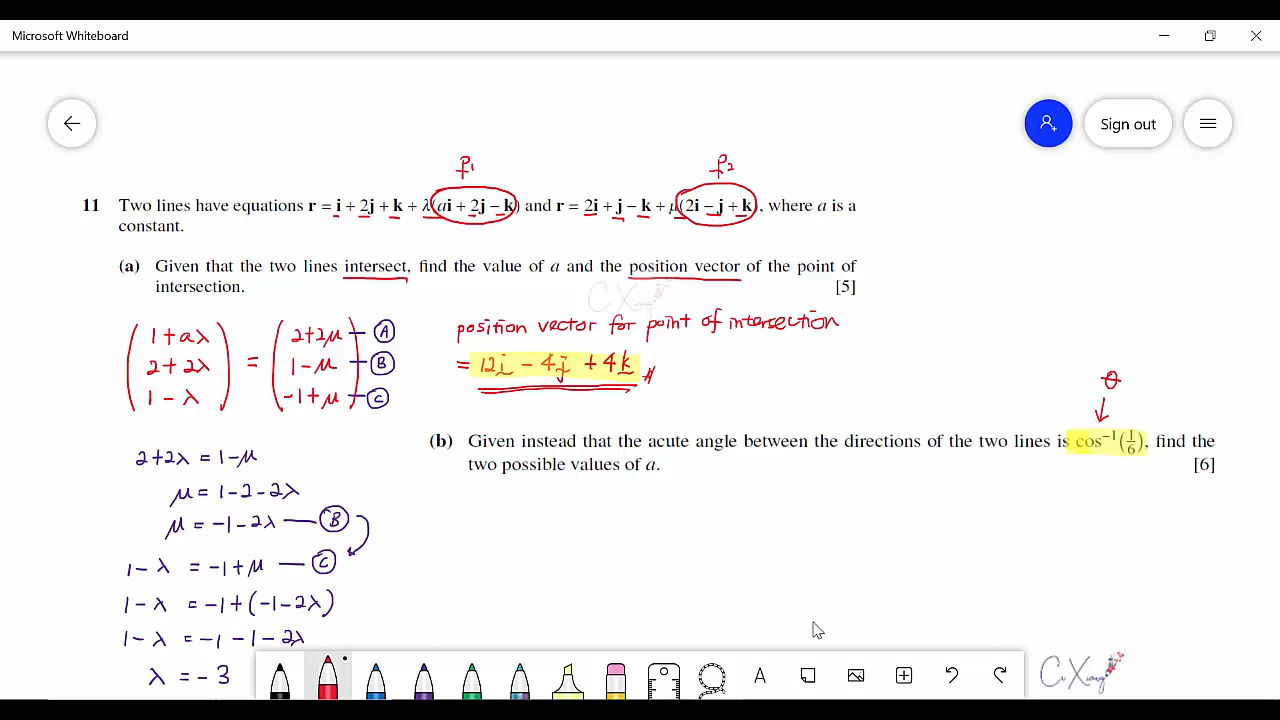 Microsoft Whiteboard
Sign out
f1 f2
11 Two lines have equations r = i + 2j + k + λ(ai + 2j − k) and r = 2i + j − k + μ(2i − j + k), where a is a
constant.
(a) Given that the two lines intersect, find the value of a and the position vector of the point of
intersection. [5]
CXiang
(1+aλ) = (2+2μ) — A
(2+2λ) (1−μ) — B
(1−λ) (−1+μ) — C
position vector for point of intersection
= 12i − 4j + 4k #
θ
(b) Given instead that the acute angle between the directions of the two lines is cos⁻¹(1/6), find the
two possible values of a. [6]
2+2λ = 1−μ
μ = 1−2−2λ
μ = −1−2λ — B
1−λ = −1+μ — C
1−λ = −1+(−1−2λ)
1−λ = −1−1−2λ
λ = −3
A
CXiang